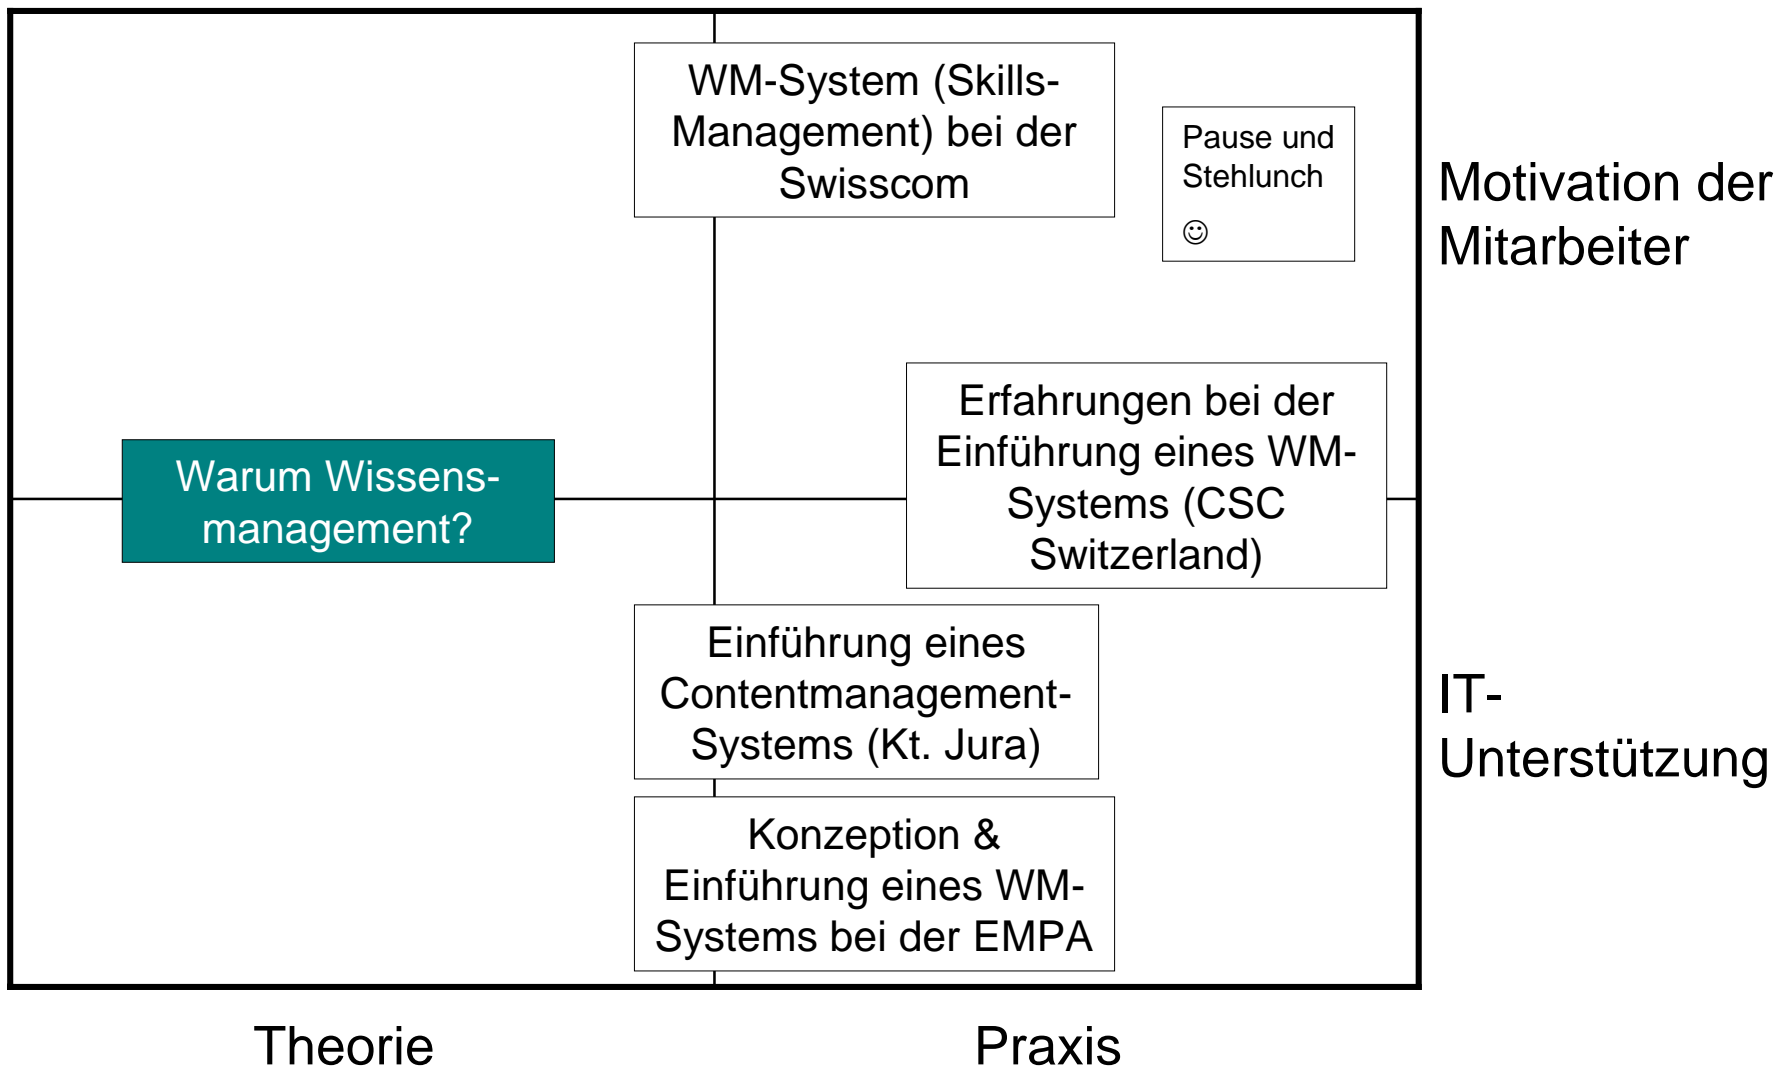 WM-System (Skills-
Management) bei der
Swisscom
Pause und
Stehlunch
☺
Motivation der
Mitarbeiter
Erfahrungen bei der
Einführung eines WM-
Systems (CSC
Switzerland)
Warum Wissens-
management?
Einführung eines
Contentmanagement-
Systems (Kt. Jura)
IT-
Unterstützung
Konzeption &
Einführung eines WM-
Systems bei der EMPA
Theorie
Praxis